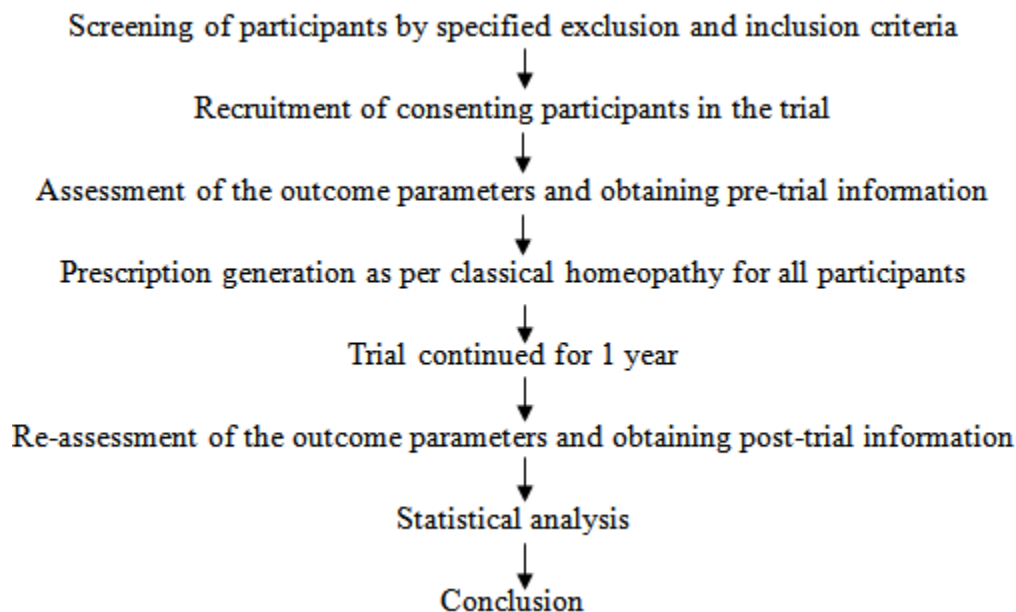 Screening of participants by specified exclusion and inclusion criteria
Recruitment of consenting participants in the trial
Assessment of the outcome parameters and obtaining pre-trial information
Prescription generation as per classical homeopathy for all participants
Trial continued for 1 year
Re-assessment of the outcome parameters and obtaining post-trial information
Statistical analysis
Conclusion